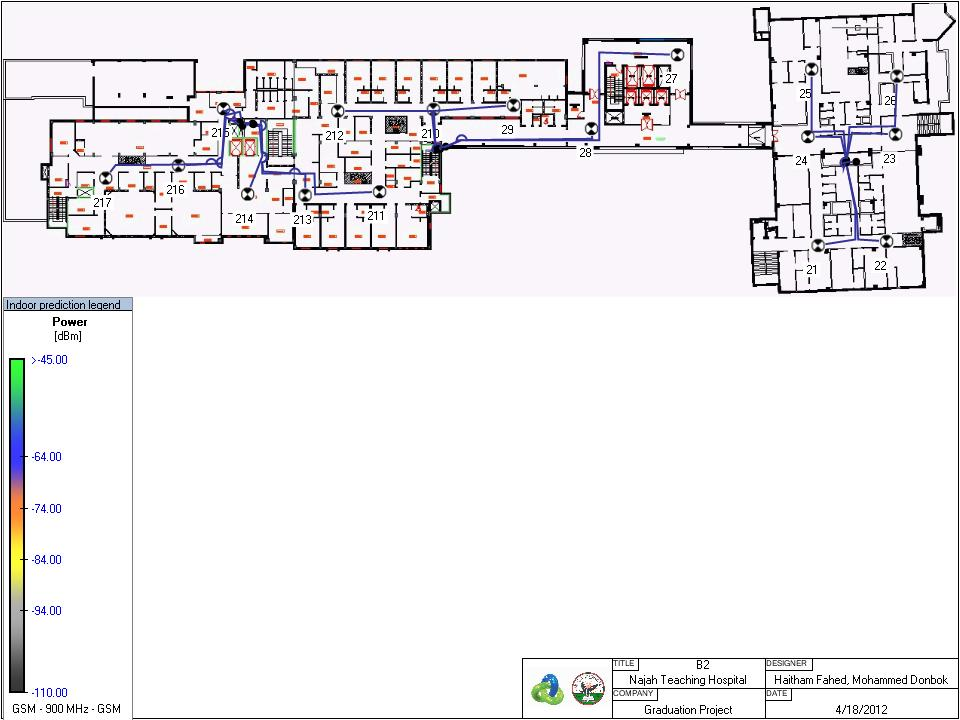 27
25
26
215
212
210
29
28
24
23
217
216
214
213
211
21
22
Indoor prediction legend
Power
[dBm]
>-45.00
-64.00
-74.00
-84.00
-94.00
-110.00
GSM - 900 MHz - GSM
TITLE
B2
Najah Teaching Hospital
COMPANY
Graduation Project
DESIGNER
Haitham Fahed, Mohammed Donbok
DATE
4/18/2012